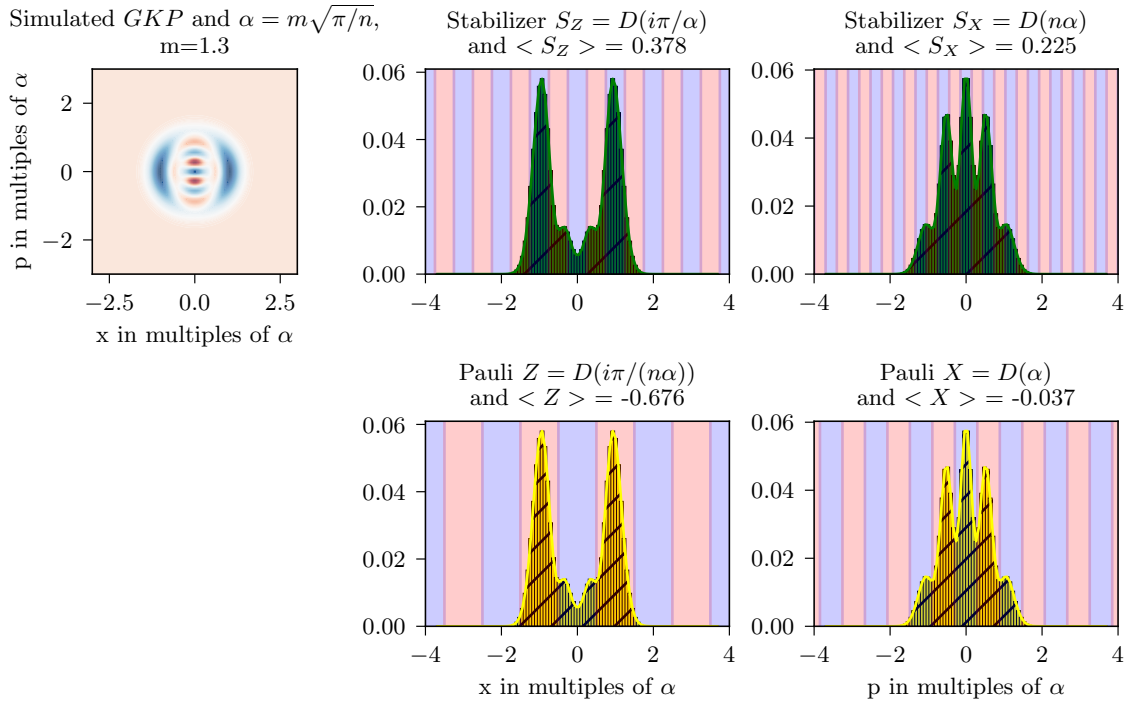 Simulated GKP and α = m√π/n,
m=1.3
p in multiples of α
2
0
−2
−2.5 0.0 2.5
x in multiples of α
Stabilizer S_Z = D(iπ/α)
and < S_Z > = 0.378
0.06
0.04
0.02
0.00
−4 −2 0 2 4
Stabilizer S_X = D(nα)
and < S_X > = 0.225
0.06
0.04
0.02
0.00
−4 −2 0 2 4
Pauli Z = D(iπ/(nα))
and < Z > = -0.676
0.06
0.04
0.02
0.00
−4 −2 0 2 4
x in multiples of α
Pauli X = D(α)
and < X > = -0.037
0.06
0.04
0.02
0.00
−4 −2 0 2 4
p in multiples of α